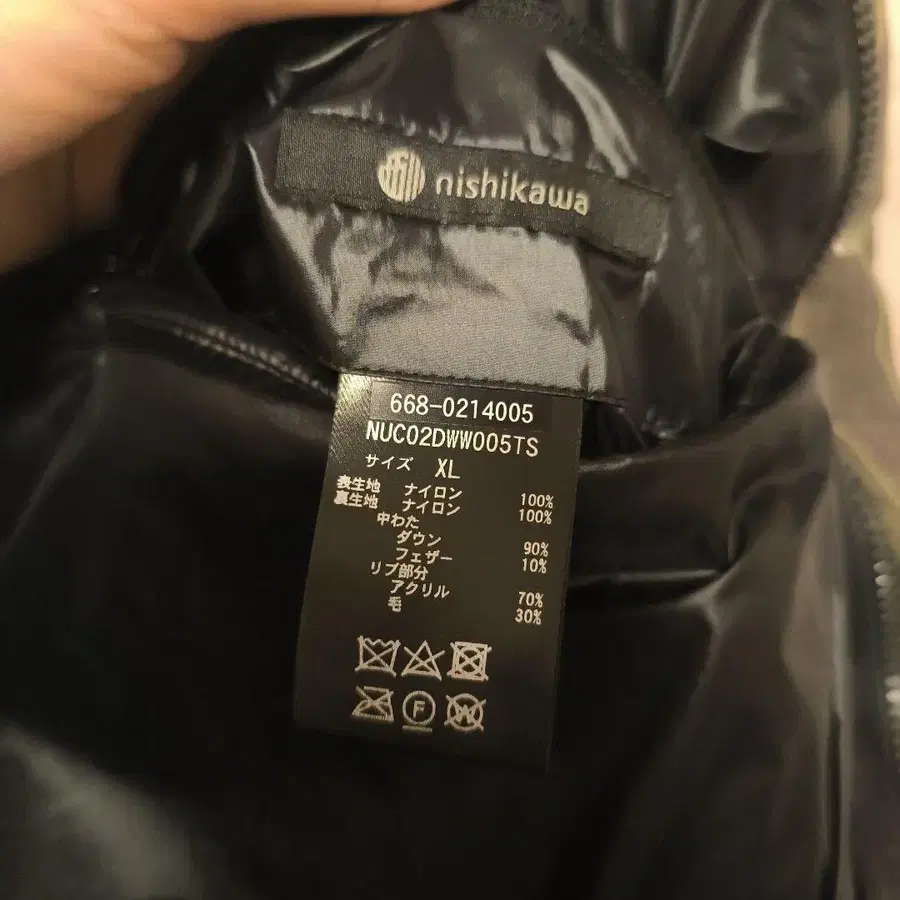 nishikawa
668-0214005
NUC02DWW005TS
サイズ XL
表生地 ナイロン 100%
裏生地 ナイロン 100%
中わた
ダウン 90%
フェザー 10%
リブ部分
アクリル 70%
毛 30%
F
W